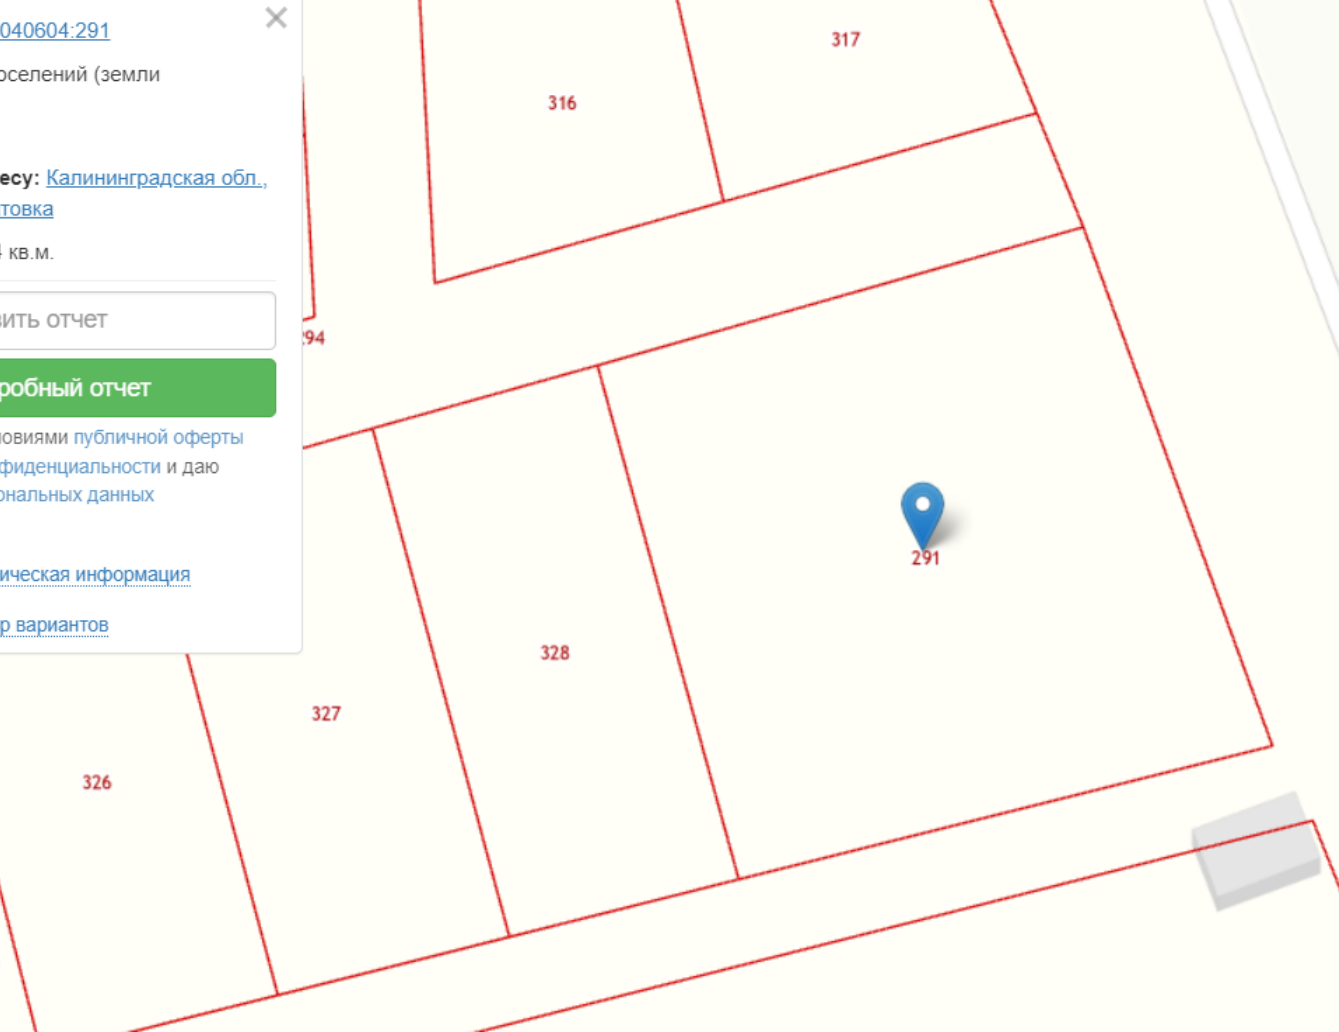 040604:291
оселений (земли
есу: Калининградская обл.,
товка
кв.м.
вить отчет
робный отчет
ловиями публичной оферты
фиденциальности и даю
ональных данных
ическая информация
р вариантов
317
316
294
291
328
327
326